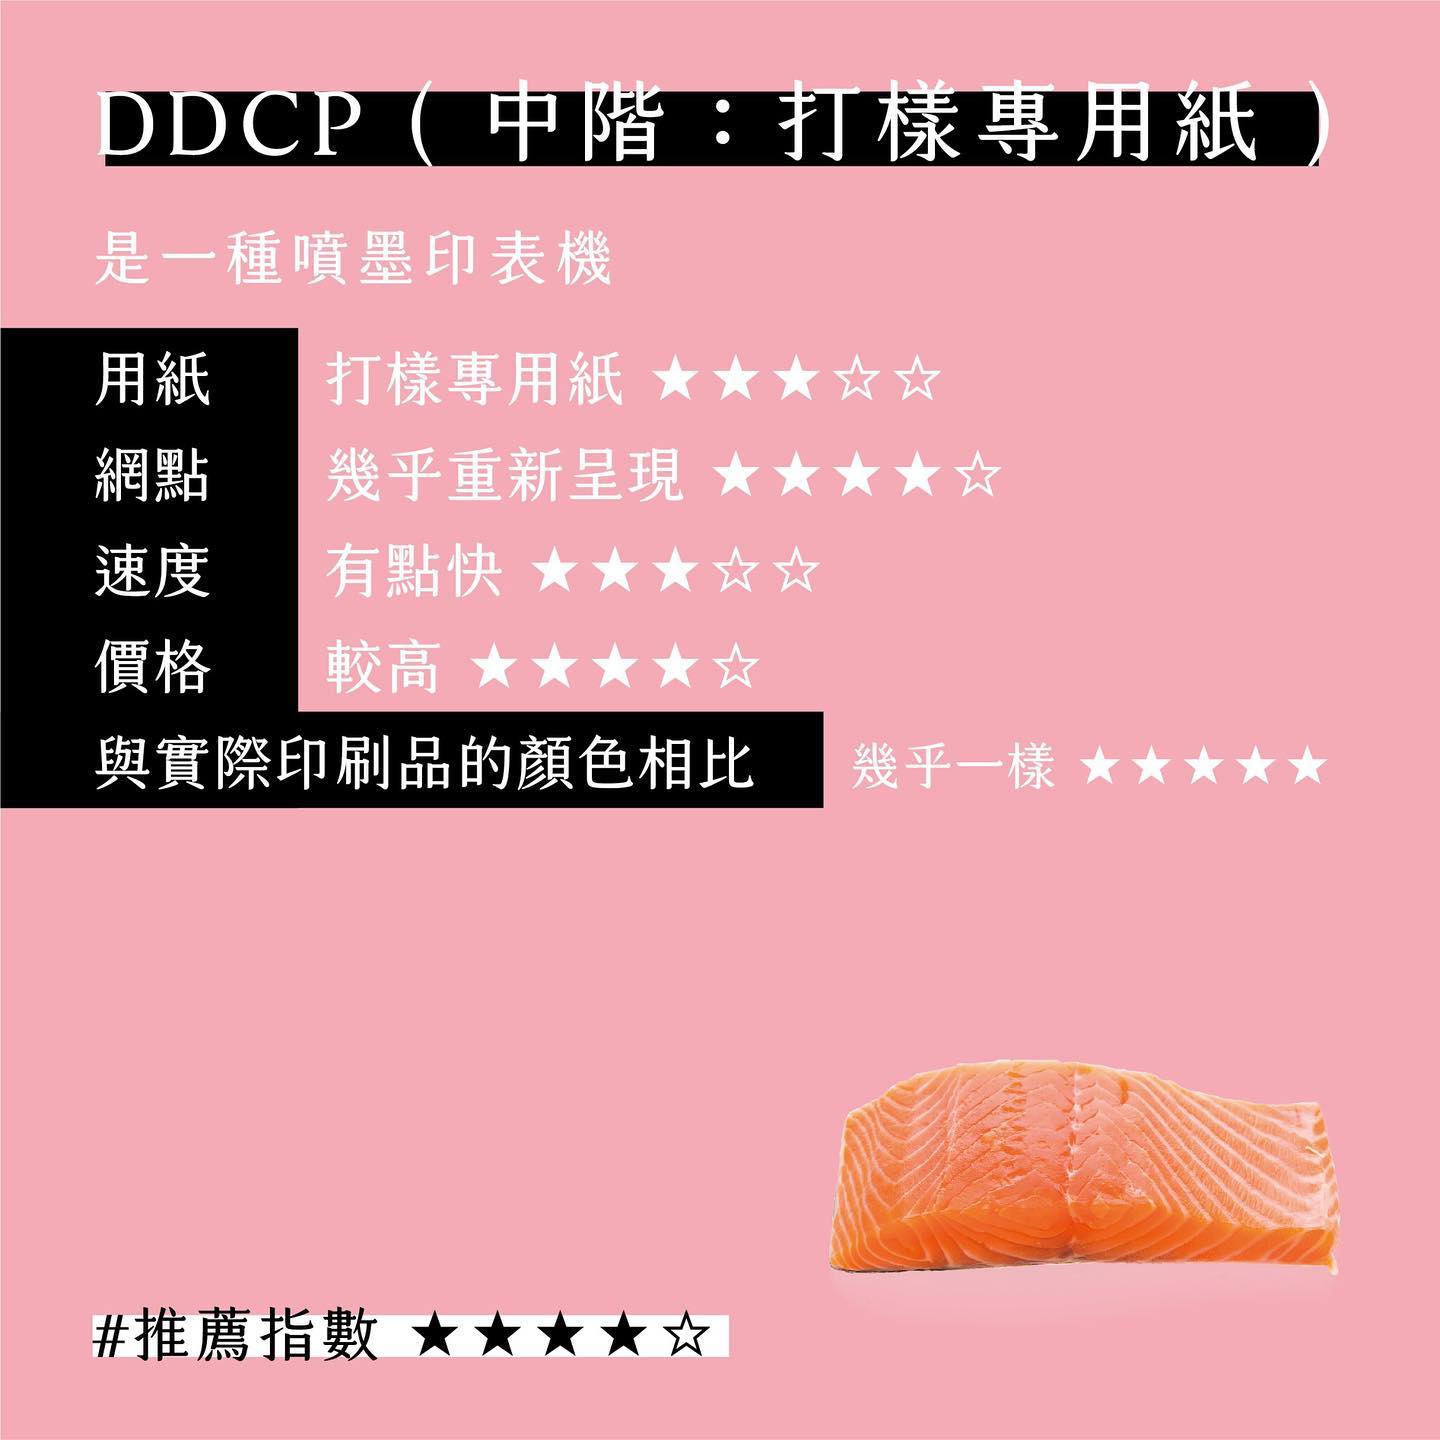 DDCP（中階：打樣專用紙）
是一種噴墨印表機
用紙 打樣專用紙 ★★★☆☆
網點 幾乎重新呈現 ★★★★☆
速度 有點快 ★★★☆☆
價格 較高 ★★★★☆
與實際印刷品的顏色相比 幾乎一樣 ★★★★★
#推薦指數 ★★★★☆